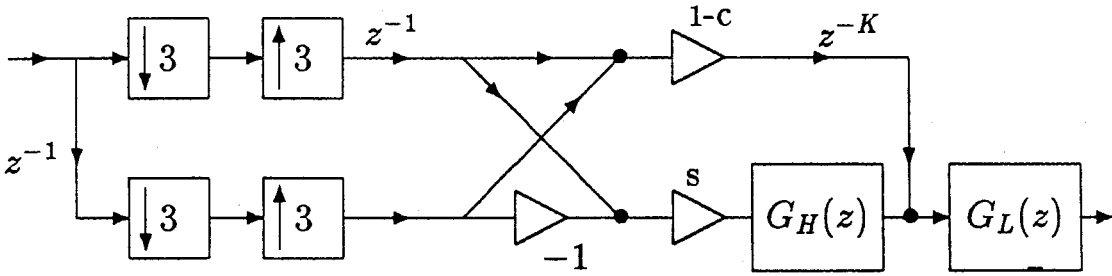 1-c
↓3 ↑3 z^{-1} z^{-K}
z^{-1}
s
↓3 ↑3 G_H(z) G_L(z)
-1